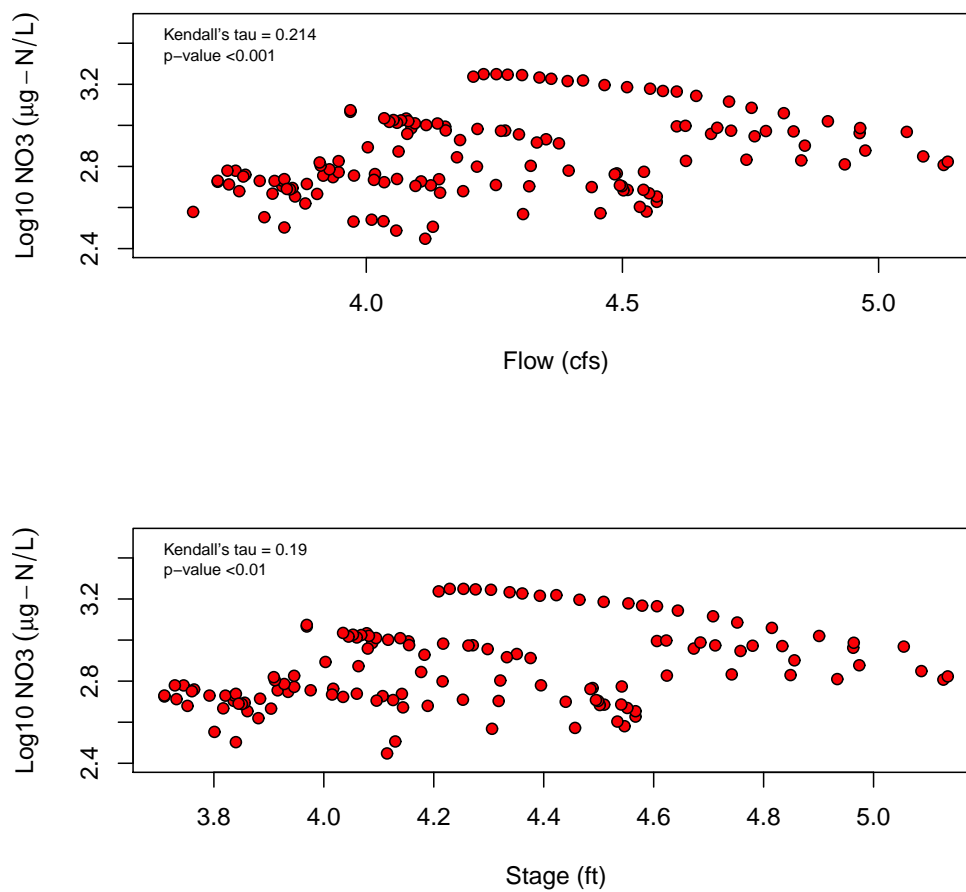 Kendall's tau = 0.214
p−value <0.001
Log10 NO3 (μg − N/L)
3.2
2.8
2.4
4.0 4.5 5.0
Flow (cfs)
Kendall's tau = 0.19
p−value <0.01
Log10 NO3 (μg − N/L)
3.2
2.8
2.4
3.8 4.0 4.2 4.4 4.6 4.8 5.0
Stage (ft)